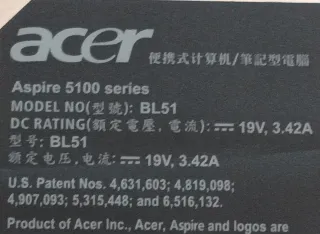 acer 便携式计算机/筆記型電腦
Aspire 5100 series
MODEL NO(型號): BL51
DC RATING(額定電壓, 電流): ⎓ 19V, 3.42A
型号: BL51
额定电压,电流: ⎓ 19V, 3.42A
U.S. Patent Nos. 4,631,603; 4,819,098;
4,907,093; 5,315,448; and 6,516,132.
Product of Acer Inc., Acer, Aspire and logos are